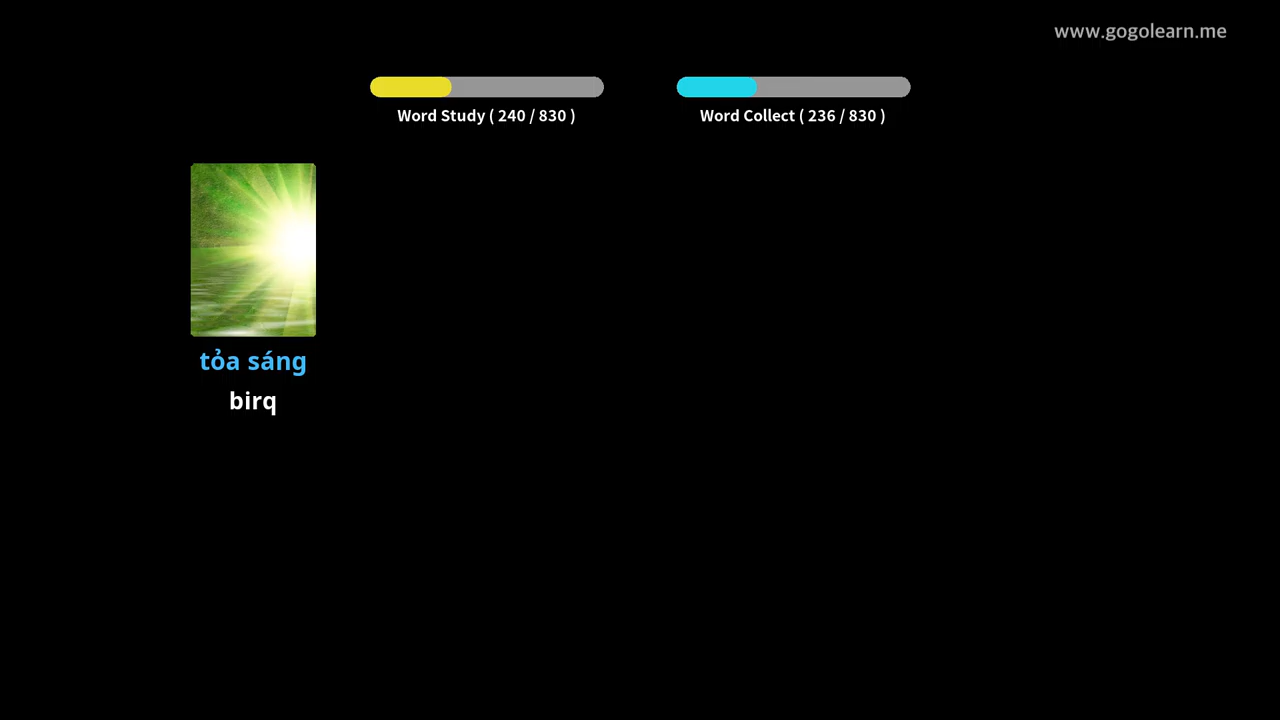 www.gogolearn.me
Word Study ( 240 / 830 )
Word Collect ( 236 / 830 )
tỏa sáng
birq